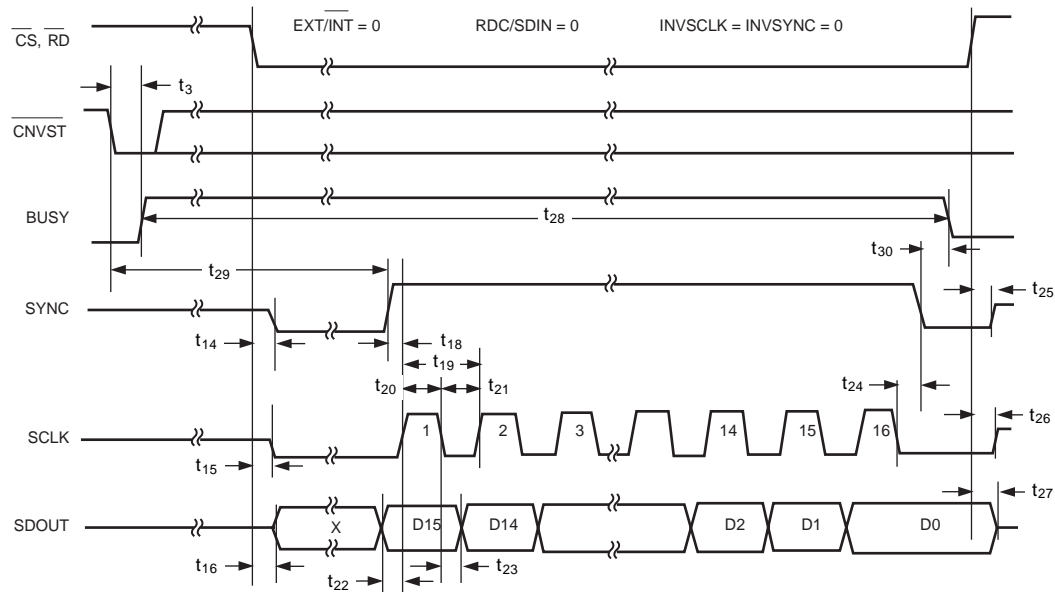 EXT/INT = 0 RDC/SDIN = 0 INVSCLK = INVSYNC = 0
CS, RD
t3
CNVST
BUSY
t28
t30
t29
t25
SYNC
t14
t18
t19
t20
t21
t24
t26
SCLK
1 2 3 14 15 16
t15
t27
SDOUT
X D15 D14 D2 D1 D0
t16
t22
t23